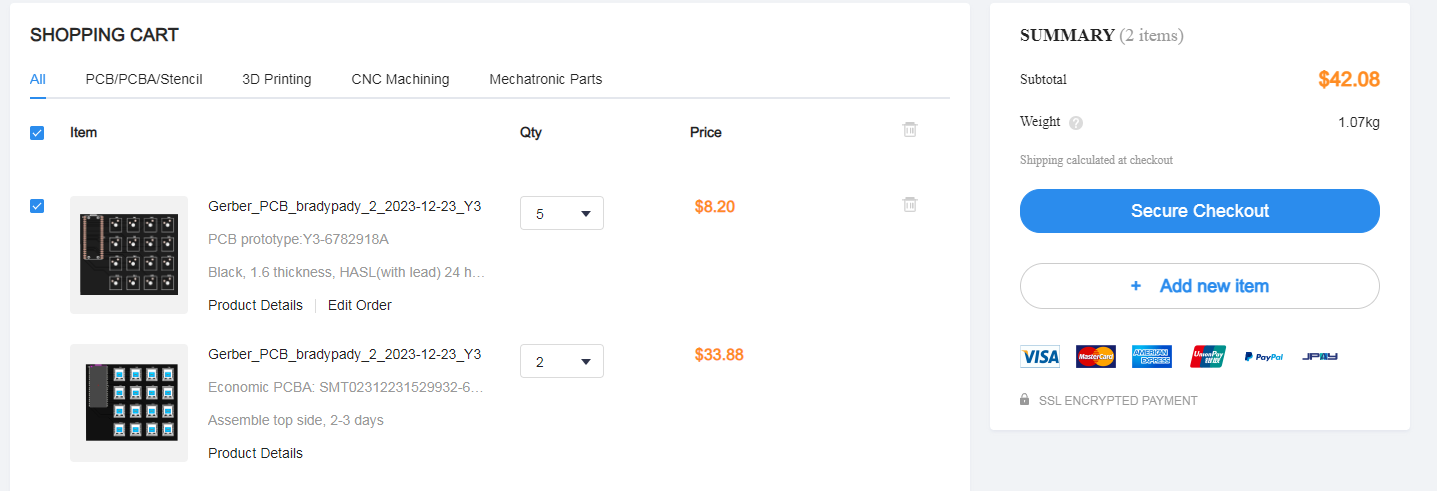 SHOPPING CART
All PCB/PCBA/Stencil 3D Printing CNC Machining Mechatronic Parts
Item Qty Price
Gerber_PCB_bradypady_2_2023-12-23_Y3 5 $8.20
PCB prototype:Y3-6782918A
Black, 1.6 thickness, HASL(with lead) 24 h…
Product Details Edit Order
Gerber_PCB_bradypady_2_2023-12-23_Y3 2 $33.88
Economic PCBA: SMT02312231529932-6…
Assemble top side, 2-3 days
Product Details
SUMMARY (2 items)
Subtotal $42.08
Weight ? 1.07kg
Shipping calculated at checkout
Secure Checkout
+ Add new item
VISA MasterCard AMERICAN EXPRESS UnionPay 银联 PayPal JPAY
SSL ENCRYPTED PAYMENT